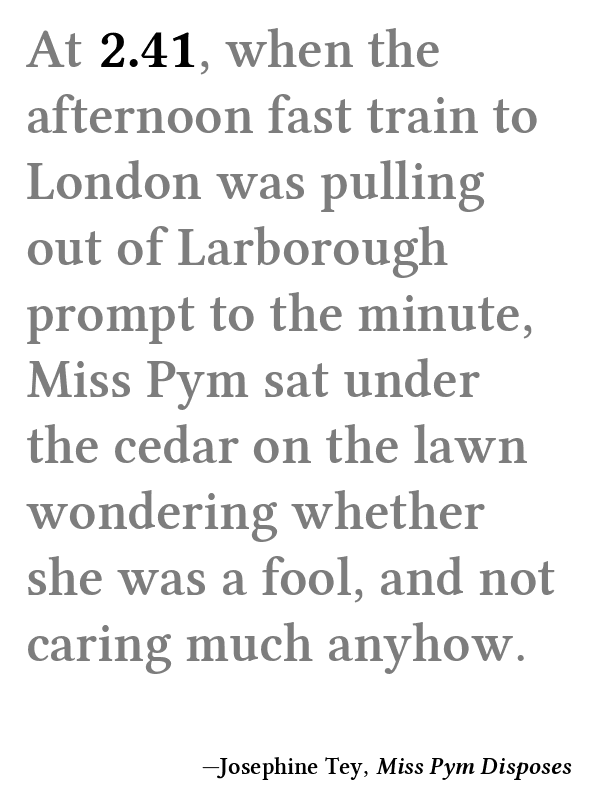 At 2.41, when the
afternoon fast train to
London was pulling
out of Larborough
prompt to the minute,
Miss Pym sat under
the cedar on the lawn
wondering whether
she was a fool, and not
caring much anyhow.
—Josephine Tey, Miss Pym Disposes